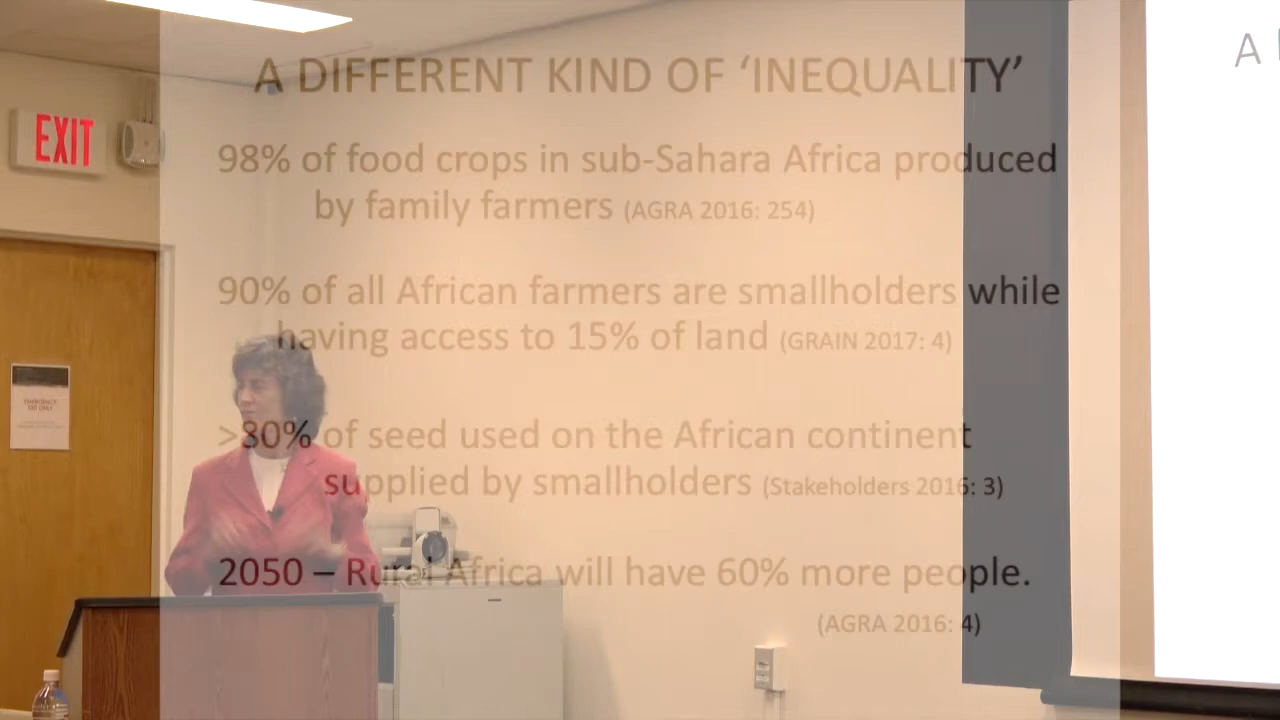 A DIFFERENT KIND OF ‘INEQUALITY’
A
EXIT
98% of food crops in sub-Sahara Africa produced
by family farmers (AGRA 2016: 254)
90% of all African farmers are smallholders while
having access to 15% of land (GRAIN 2017: 4)
>80% of seed used on the African continent
supplied by smallholders (Stakeholders 2016: 3)
2050 – Rural Africa will have 60% more people.
(AGRA 2016: 4)
EMERGENCY
EXIT ONLY